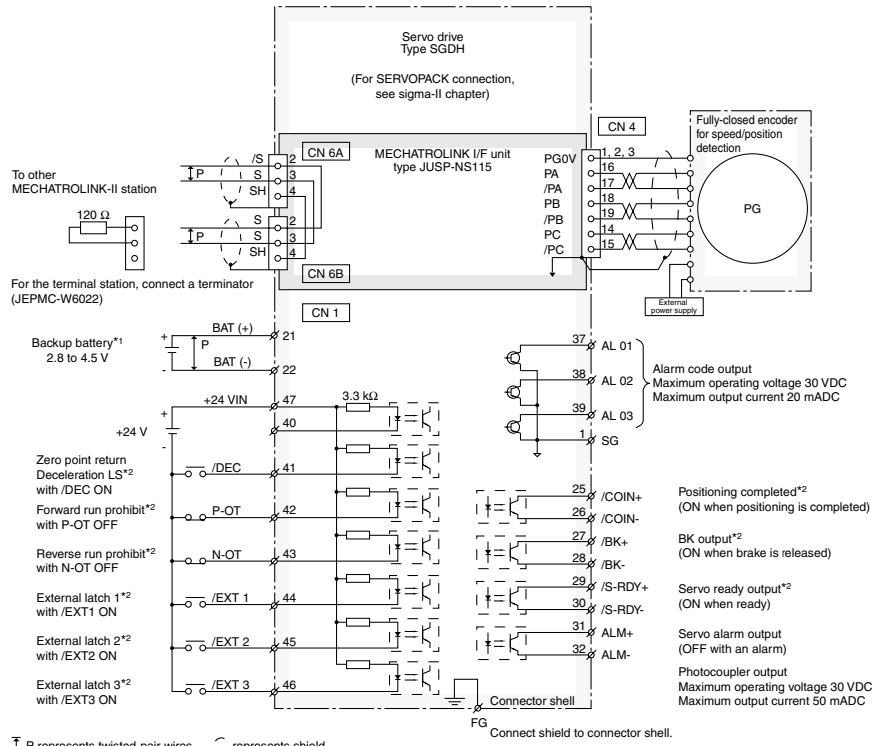 Servo drive
Type SGDH
(For SERVOPACK connection,
see sigma-II chapter)
CN 4
Fully-closed encoder
for speed/position
detection
PG
External
power supply
CN 6A
MECHATROLINK I/F unit
type JUSP-NS115
/S 2
S 3
SH 4
P
To other
MECHATROLINK-II station
120 Ω
S 2
S 3
SH 4
P
CN 6B
For the terminal station, connect a terminator
(JEPMC-W6022)
PG0V 1, 2, 3
PA 16
/PA 17
PB 18
/PB 19
PC 14
/PC 15
CN 1
Backup battery*1
2.8 to 4.5 V
+
-
BAT (+) 21
P
BAT (-) 22
+24 VIN 47
3.3 kΩ
+
+24 V
-
40
Zero point return
Deceleration LS*2
with /DEC ON
/DEC 41
Forward run prohibit*2
with P-OT OFF
P-OT 42
Reverse run prohibit*2
with N-OT OFF
N-OT 43
External latch 1*2
with /EXT1 ON
/EXT 1 44
External latch 2*2
with /EXT2 ON
/EXT 2 45
External latch 3*2
with /EXT3 ON
/EXT 3 46
37 AL 01
38 AL 02
39 AL 03
1 SG
Alarm code output
Maximum operating voltage 30 VDC
Maximum output current 20 mADC
25 /COIN+
26 /COIN-
Positioning completed*2
(ON when positioning is completed)
27 /BK+
28 /BK-
BK output*2
(ON when brake is released)
29 /S-RDY+
30 /S-RDY-
Servo ready output*2
(ON when ready)
31 ALM+
32 ALM-
Servo alarm output
(OFF with an alarm)
Photocoupler output
Maximum operating voltage 30 VDC
Maximum output current 50 mADC
Connector shell
FG
Connect shield to connector shell.
P represents twisted-pair wires represents shield